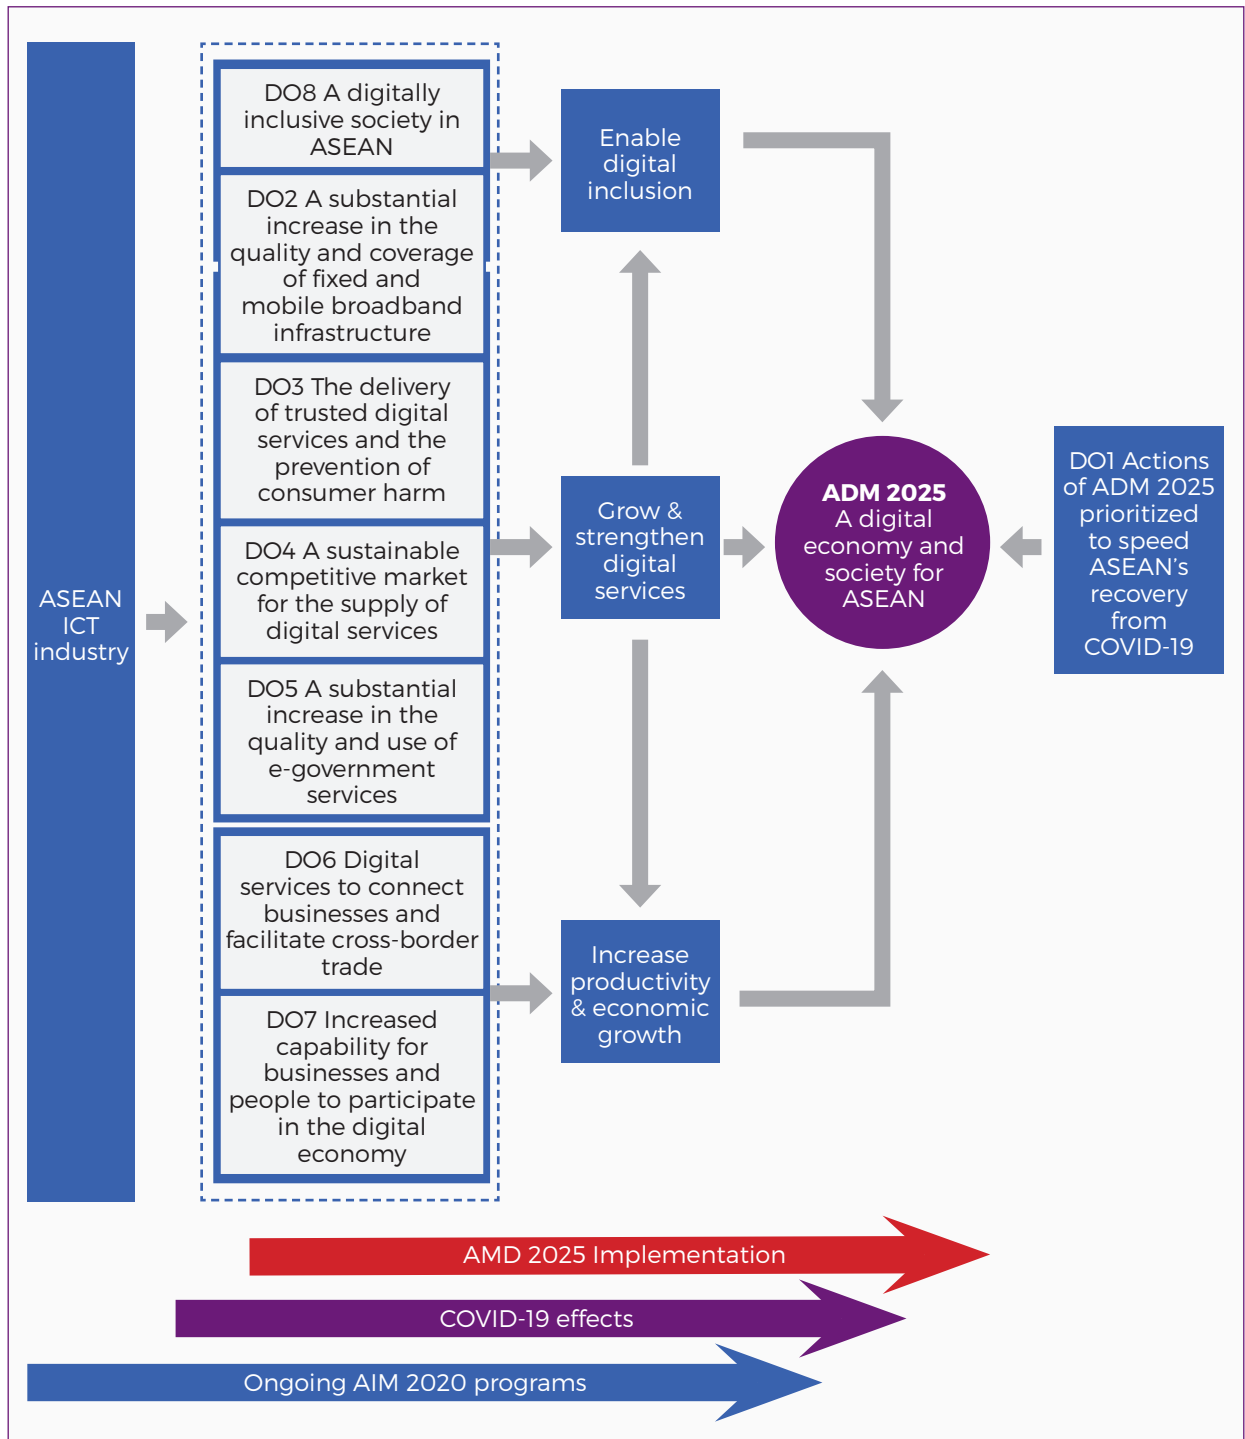 ASEAN
ICT
industry
DO8 A digitally
inclusive society in
ASEAN
DO2 A substantial
increase in the
quality and coverage
of fixed and
mobile broadband
infrastructure
DO3 The delivery
of trusted digital
services and the
prevention of
consumer harm
DO4 A sustainable
competitive market
for the supply of
digital services
DO5 A substantial
increase in the
quality and use of
e-government
services
DO6 Digital
services to connect
businesses and
facilitate cross-border
trade
DO7 Increased
capability for
businesses and
people to participate
in the digital
economy
Enable
digital
inclusion
Grow &
strengthen
digital
services
Increase
productivity
& economic
growth
ADM 2025
A digital
economy and
society for
ASEAN
DO1 Actions
of ADM 2025
prioritized
to speed
ASEAN's
recovery
from
COVID-19
AMD 2025 Implementation
COVID-19 effects
Ongoing AIM 2020 programs